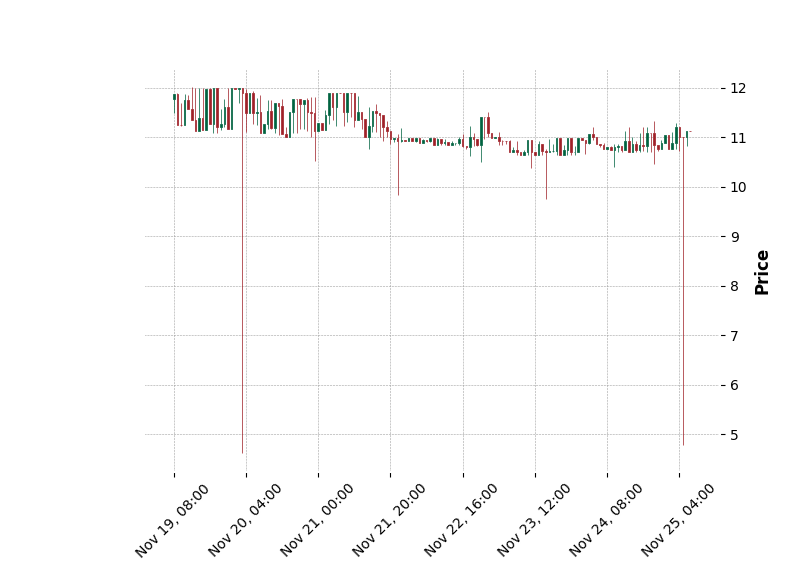 12
11
10
9
8
7
6
5
Price
Nov 19, 08:00
Nov 20, 04:00
Nov 21, 00:00
Nov 21, 20:00
Nov 22, 16:00
Nov 23, 12:00
Nov 24, 08:00
Nov 25, 04:00